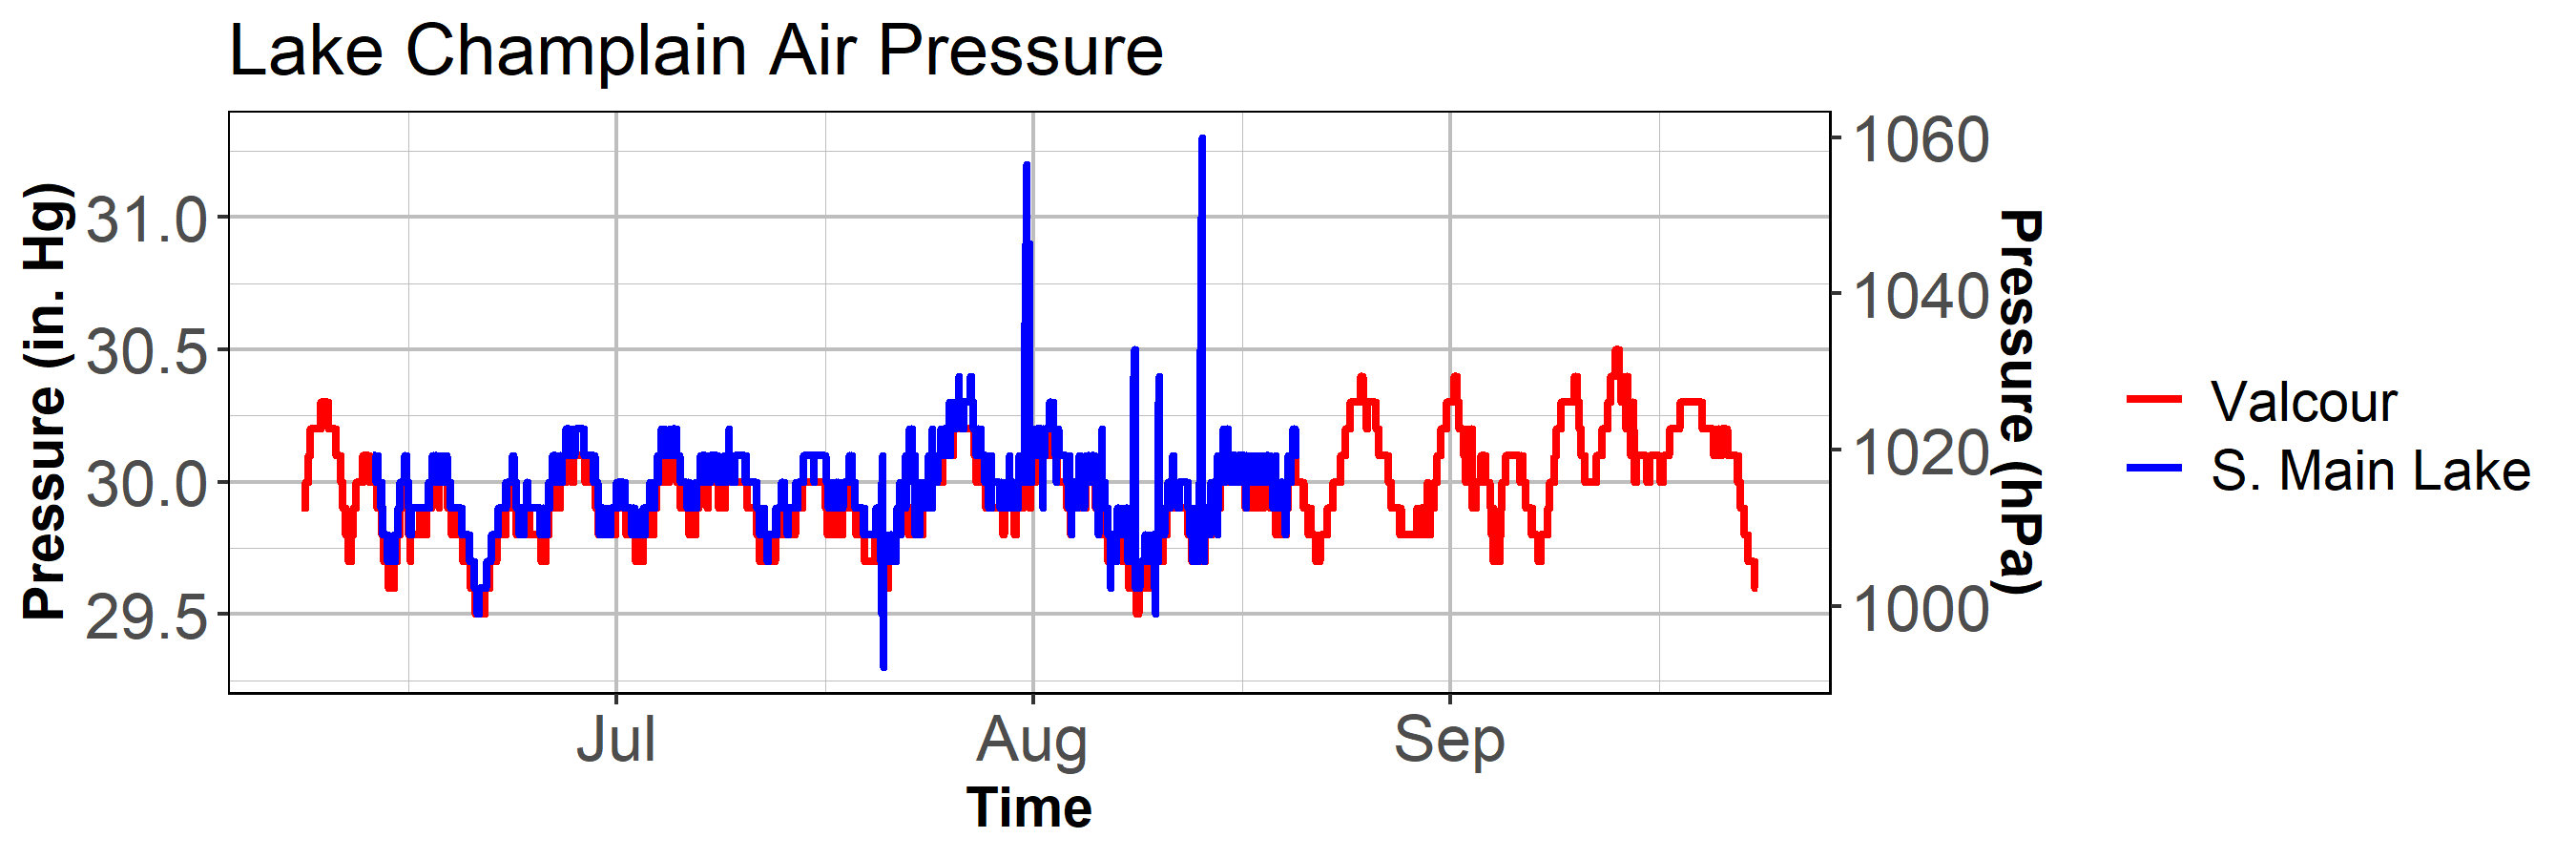 Lake Champlain Air Pressure
Pressure (in. Hg)
31.0
30.5
30.0
29.5
1060
1040
1020
1000
Pressure (hPa)
Valcour
S. Main Lake
Jul
Aug
Sep
Time